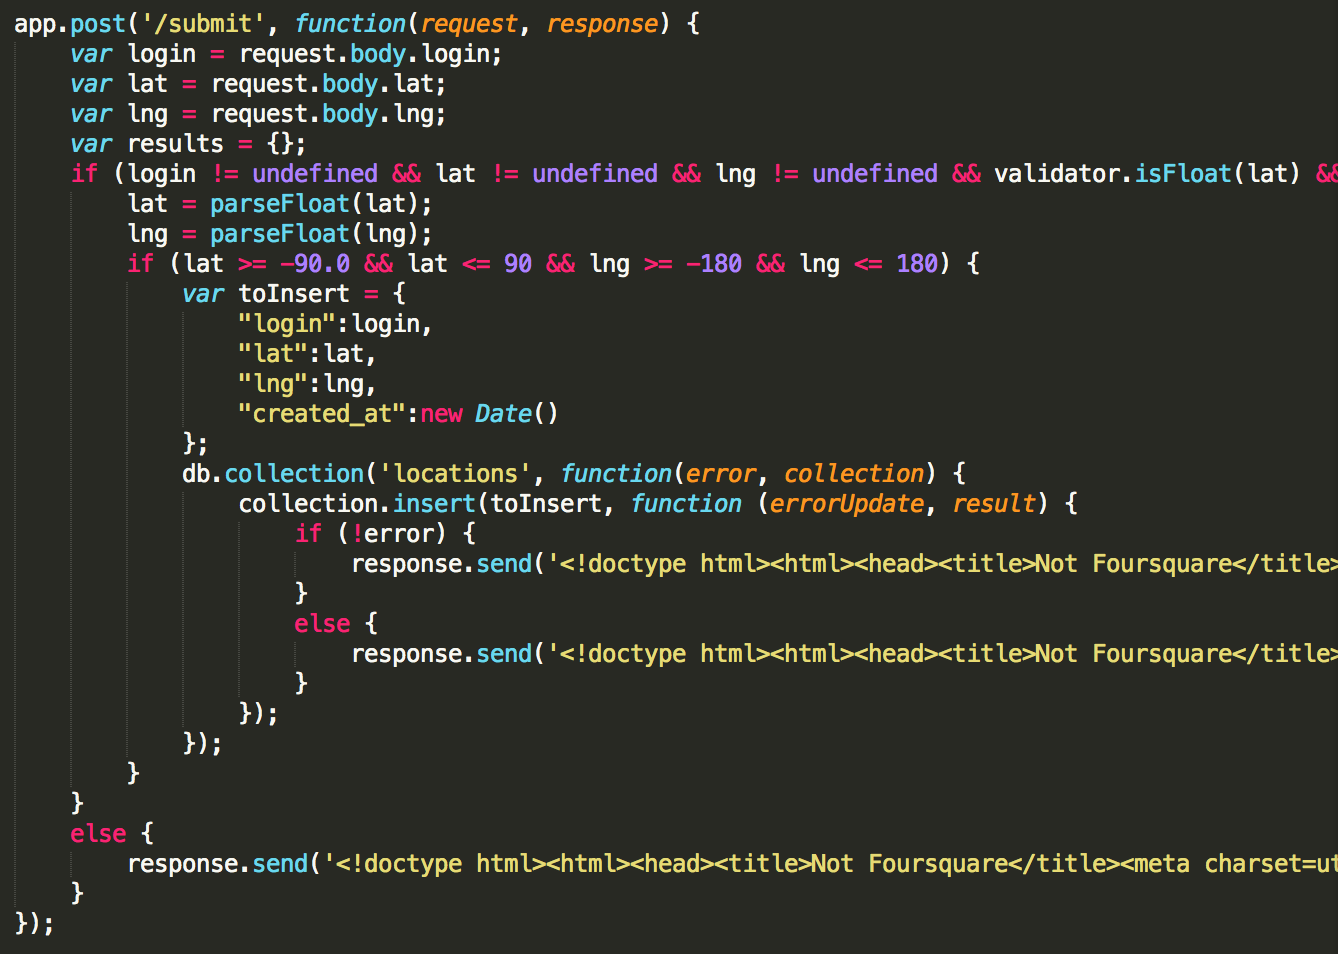 app.post('/submit', function(request, response) {
    var login = request.body.login;
    var lat = request.body.lat;
    var lng = request.body.lng;
    var results = {};
    if (login != undefined && lat != undefined && lng != undefined && validator.isFloat(lat) &&
        lat = parseFloat(lat);
        lng = parseFloat(lng);
        if (lat >= -90.0 && lat <= 90 && lng >= -180 && lng <= 180) {
            var toInsert = {
                "login":login,
                "lat":lat,
                "lng":lng,
                "created_at":new Date()
            };
            db.collection('locations', function(error, collection) {
                collection.insert(toInsert, function (errorUpdate, result) {
                    if (!error) {
                        response.send('<!doctype html><html><head><title>Not Foursquare</title>
                    }
                    else {
                        response.send('<!doctype html><html><head><title>Not Foursquare</title>
                    }
                });
            });
        }
    }
    else {
        response.send('<!doctype html><html><head><title>Not Foursquare</title><meta charset=ut
    }
});